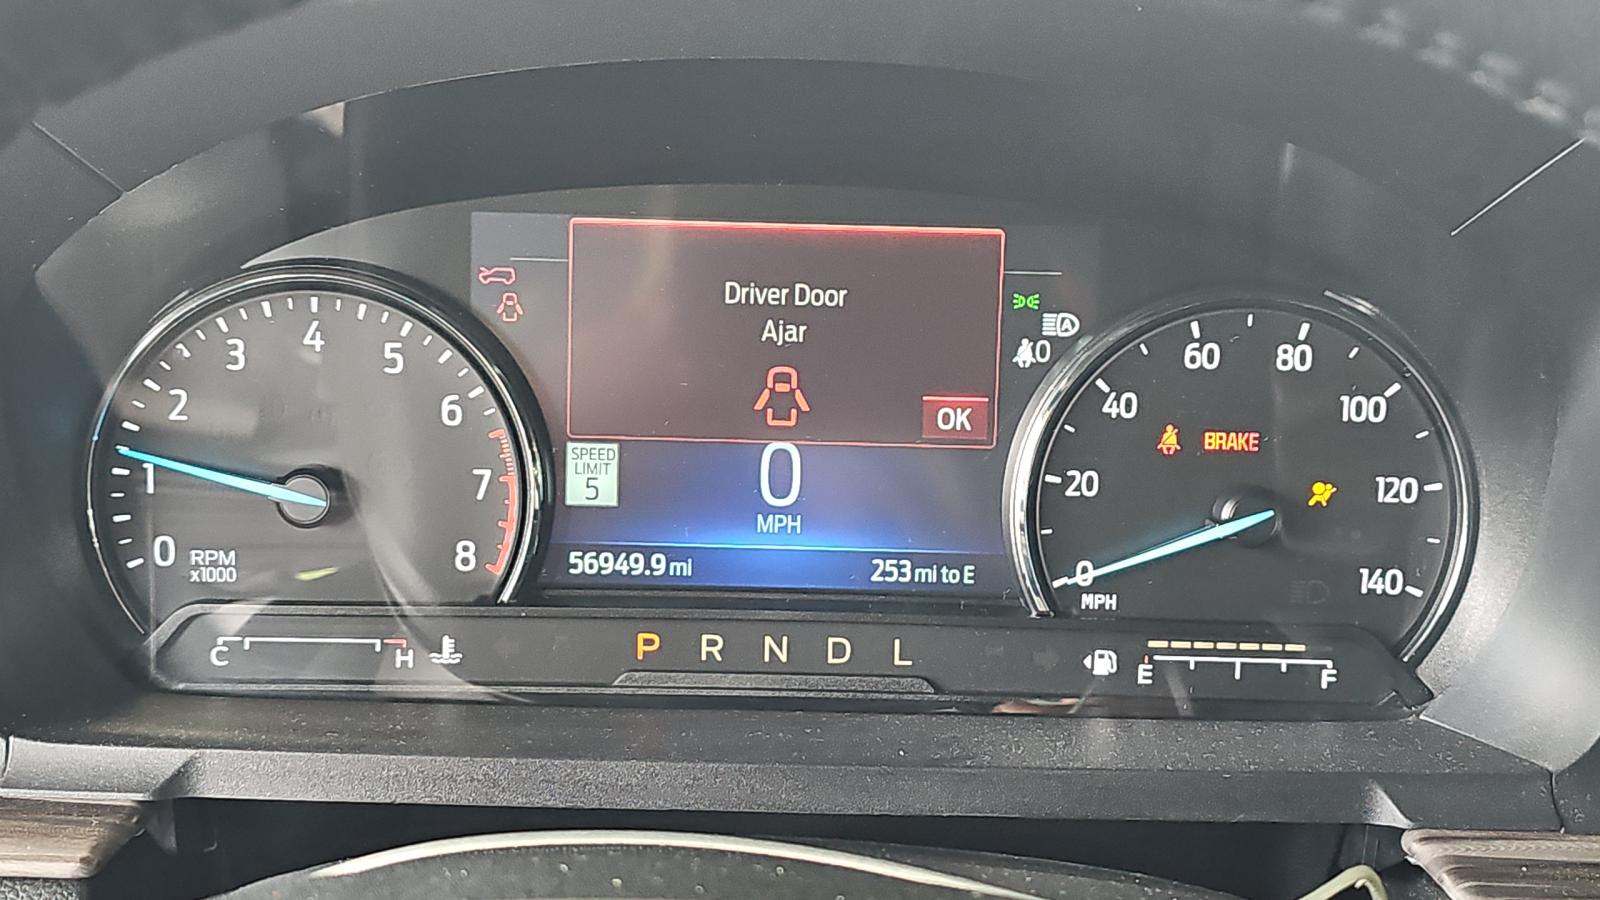 Driver Door
Ajar
OK
A
0
SPEED
LIMIT
5
0
MPH
56949.9 mi
253 mi to E
0
1
2
3
4
5
6
7
8
RPM
x1000
0
20
40
60
80
100
120
140
MPH
BRAKE
C
H
P R N D L
E
F